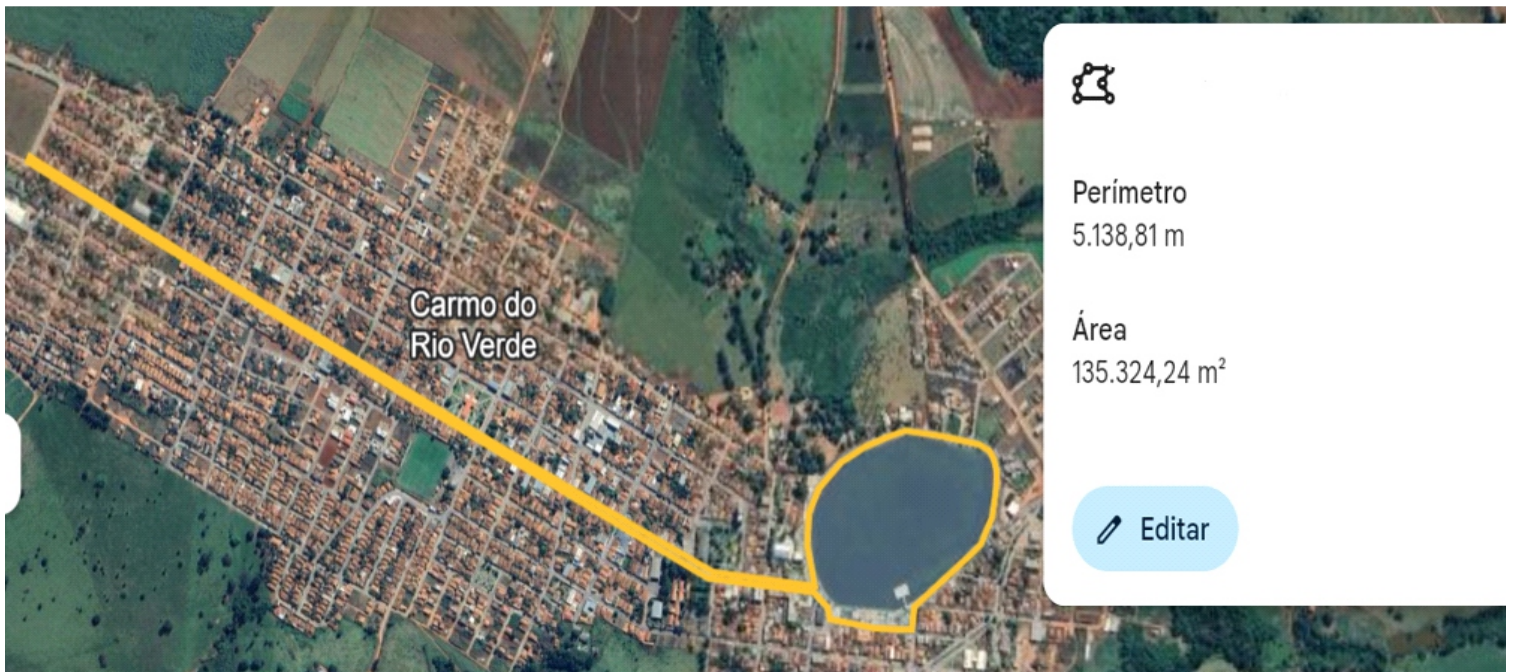 Carmo do
Rio Verde
Perímetro
5.138,81 m
Área
135.324,24 m²
Editar